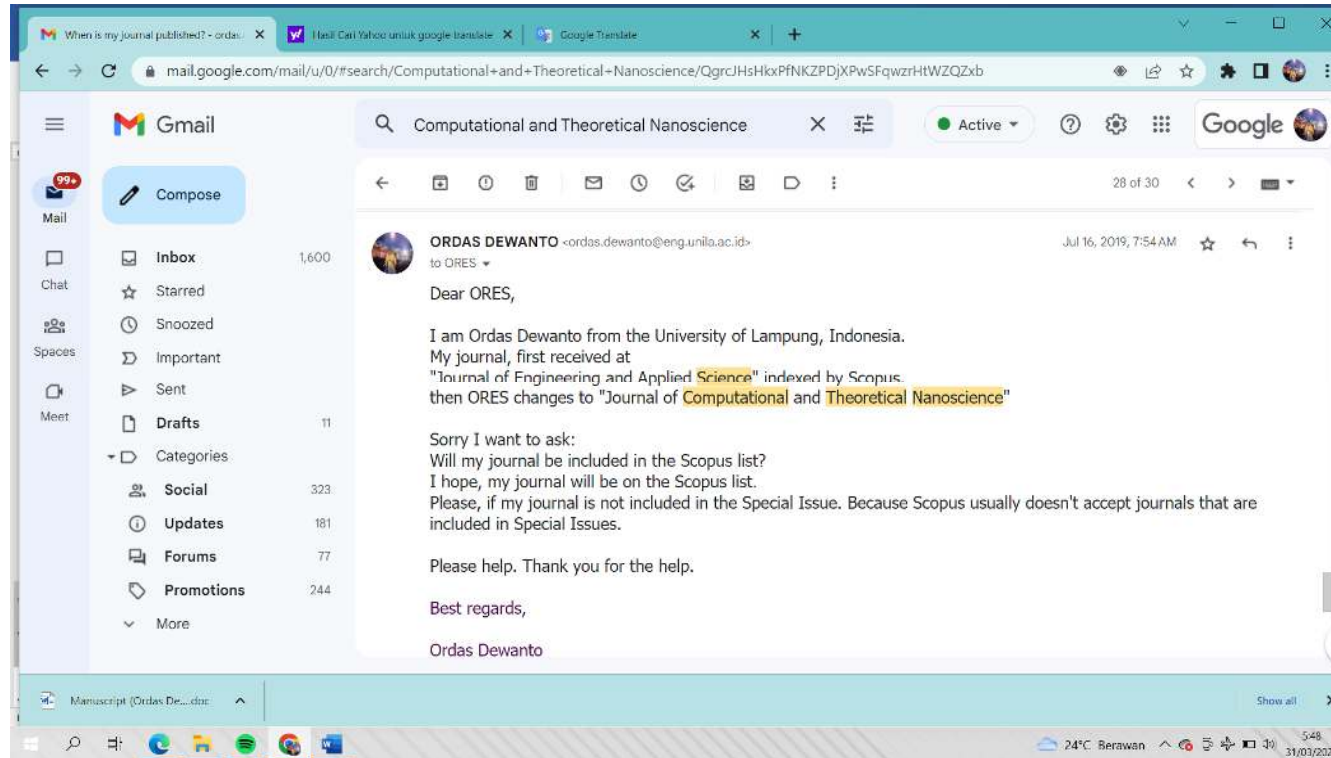 When is my journal published? - ordas.
Hasil Cari Yahoo untuk google translate
Google Translate
mail.google.com/mail/u/0/#search/Computational+and+Theoretical+Nanoscience/QgrcJHsHkxPfNKZPDjXPwSFqwzrHtWZQZxb
Gmail
Computational and Theoretical Nanoscience
Active
Google
99+
Mail
Chat
Spaces
Meet
Compose
Inbox 1,600
Starred
Snoozed
Important
Sent
Drafts 11
Categories
Social 323
Updates 181
Forums 77
Promotions 244
More
28 of 30
ORDAS DEWANTO <ordas.dewanto@eng.unila.ac.id> Jul 16, 2019, 7:54 AM
to ORES
Dear ORES,
I am Ordas Dewanto from the University of Lampung, Indonesia.
My journal, first received at
"Journal of Engineering and Applied Science" indexed by Scopus.
then ORES changes to "Journal of Computational and Theoretical Nanoscience"
Sorry I want to ask:
Will my journal be included in the Scopus list?
I hope, my journal will be on the Scopus list.
Please, if my journal is not included in the Special Issue. Because Scopus usually doesn't accept journals that are
included in Special Issues.
Please help. Thank you for the help.
Best regards,
Ordas Dewanto
Manuscript (Ordas De....doc
Show all
24°C Berawan
5:48
31/03/202